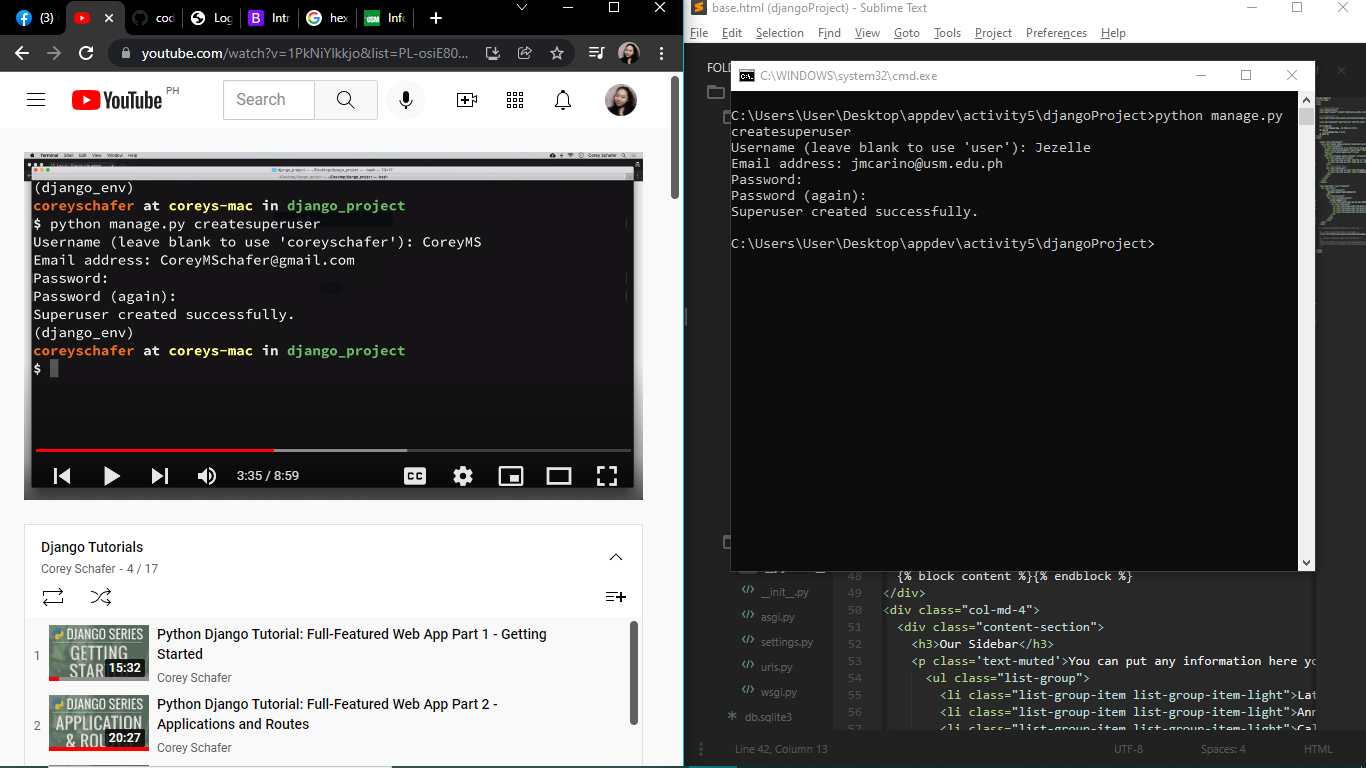 (3)
cod
Log
Intr
hex
Info
youtube.com/watch?v=1PkNiYlkkjo&list=PL-osiE80...
YouTube PH
Search
Terminal Shell Edit View Window Help
Corey Schafer
(django_env)
coreyschafer at coreys-mac in django_project
$ python manage.py createsuperuser
Username (leave blank to use 'coreyschafer'): CoreyMS
Email address: CoreyMSchafer@gmail.com
Password:
Password (again):
Superuser created successfully.
(django_env)
coreyschafer at coreys-mac in django_project
$
3:35 / 8:59
CC
Django Tutorials
Corey Schafer - 4 / 17
1
DJANGO SERIES
GETTING
STAR
15:32
Python Django Tutorial: Full-Featured Web App Part 1 - Getting
Started
Corey Schafer
2
DJANGO SERIES
APPLICATION
& ROU
20:27
Python Django Tutorial: Full-Featured Web App Part 2 -
Applications and Routes
Corey Schafer
base.html (djangoProject) - Sublime Text
File Edit Selection Find View Goto Tools Project Preferences Help
FOL
C:\WINDOWS\system32\cmd.exe
C:\Users\User\Desktop\appdev\activity5\djangoProject>python manage.py
createsuperuser
Username (leave blank to use 'user'): Jezelle
Email address: jmcarino@usm.edu.ph
Password:
Password (again):
Superuser created successfully.
C:\Users\User\Desktop\appdev\activity5\djangoProject>
__init__.py
asgi.py
settings.py
urls.py
wsgi.py
db.sqlite3
48 {% block content %}{% endblock %}
49 </div>
50 <div class="col-md-4">
51 <div class="content-section">
52 <h3>Our Sidebar</h3>
53 <p class='text-muted'>You can put any information here yo
54 <ul class="list-group">
55 <li class="list-group-item list-group-item-light">Lat
56 <li class="list-group-item list-group-item-light">Ann
57 <li class="list-group-item list-group-item-light">Cal
Line 42, Column 13
UTF-8
Spaces: 4
HTML